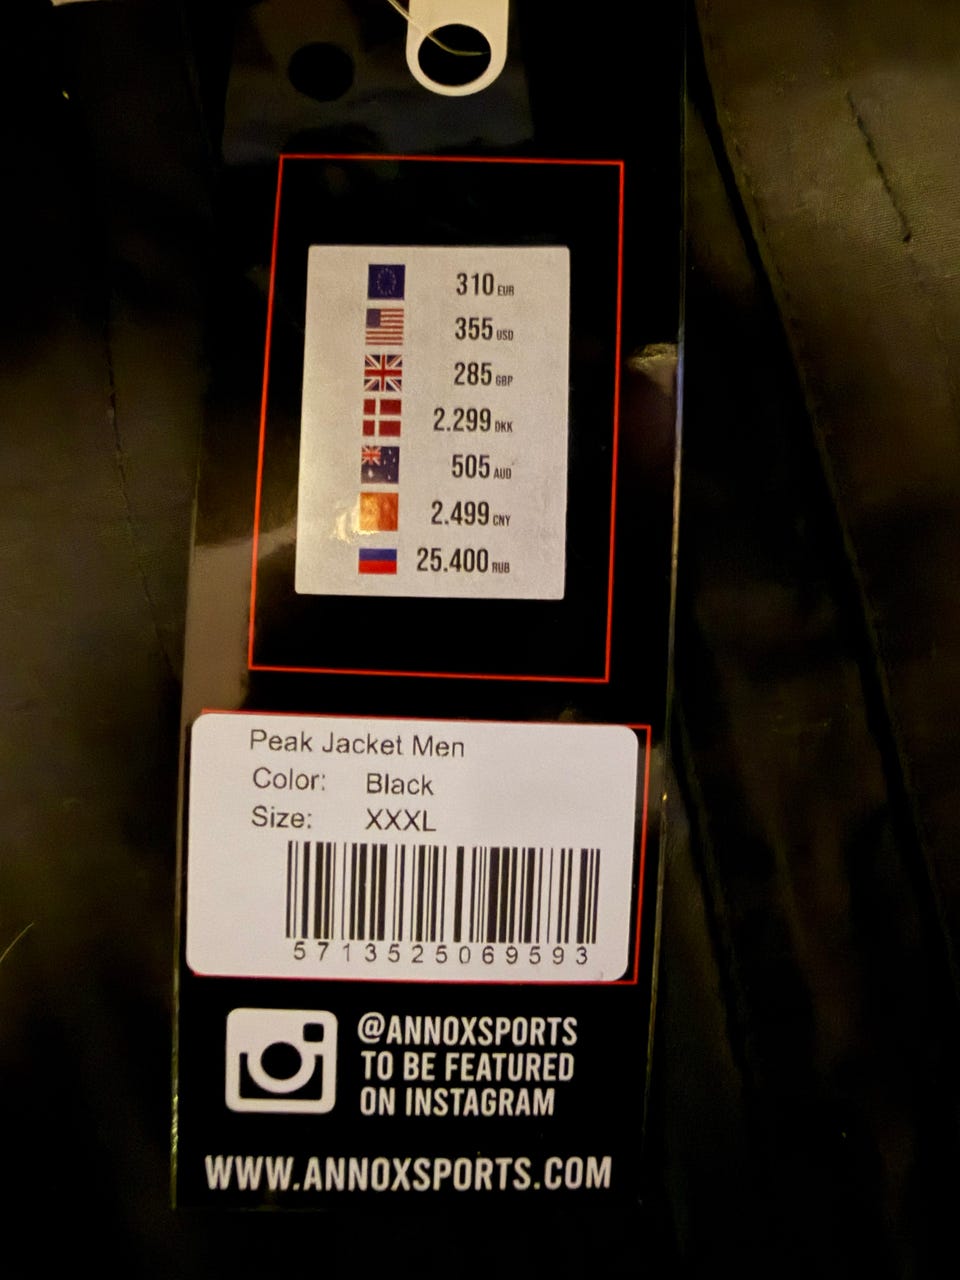 310 EUR
355 USD
285 GBP
2.299 DKK
505 AUD
2.499 CNY
25.400 RUB
Peak Jacket Men
Color: Black
Size: XXXL
5713525069593
@ANNOXSPORTS
TO BE FEATURED
ON INSTAGRAM
WWW.ANNOXSPORTS.COM